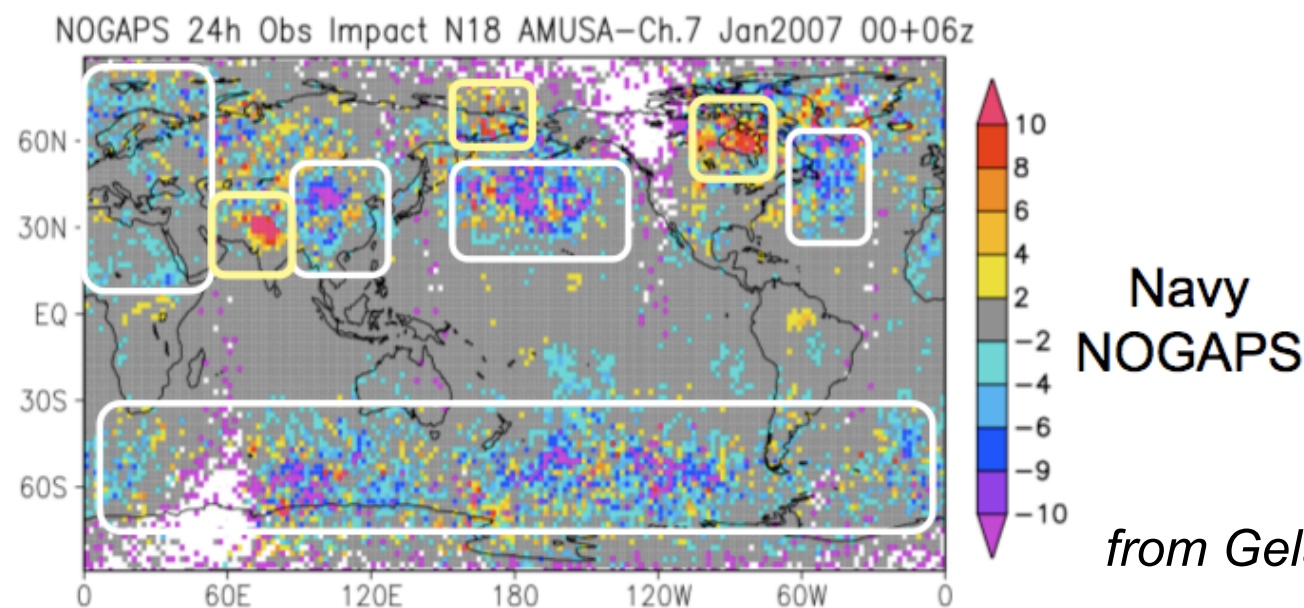 NOGAPS 24h Obs Impact N18 AMUSA-Ch.7 Jan2007 00+06z
60N
30N
EQ
30S
60S
0 60E 120E 180 120W 60W 0
10
8
6
4
2
-2
-4
-6
-9
-10
Navy
NOGAPS
from